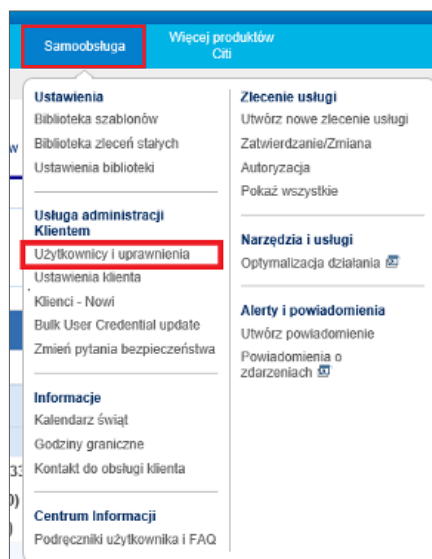 Samoobsługa
Więcej produktów
Citi
Ustawienia
Biblioteka szablonów
Biblioteka zleceń stałych
Ustawienia biblioteki
Usługa administracji
Klientem
Użytkownicy i uprawnienia
Ustawienia klienta
Klienci - Nowi
Bulk User Credential update
Zmień pytania bezpieczeństwa
Informacje
Kalendarz świąt
Godziny graniczne
Kontakt do obsługi klienta
Centrum Informacji
Podręczniki użytkownika i FAQ
Zlecenie usługi
Utwórz nowe zlecenie usługi
Zatwierdzanie/Zmiana
Autoryzacja
Pokaż wszystkie
Narzędzia i usługi
Optymalizacja działania
Alerty i powiadomienia
Utwórz powiadomienie
Powiadomienia o
zdarzeniach
w
33
0)
)